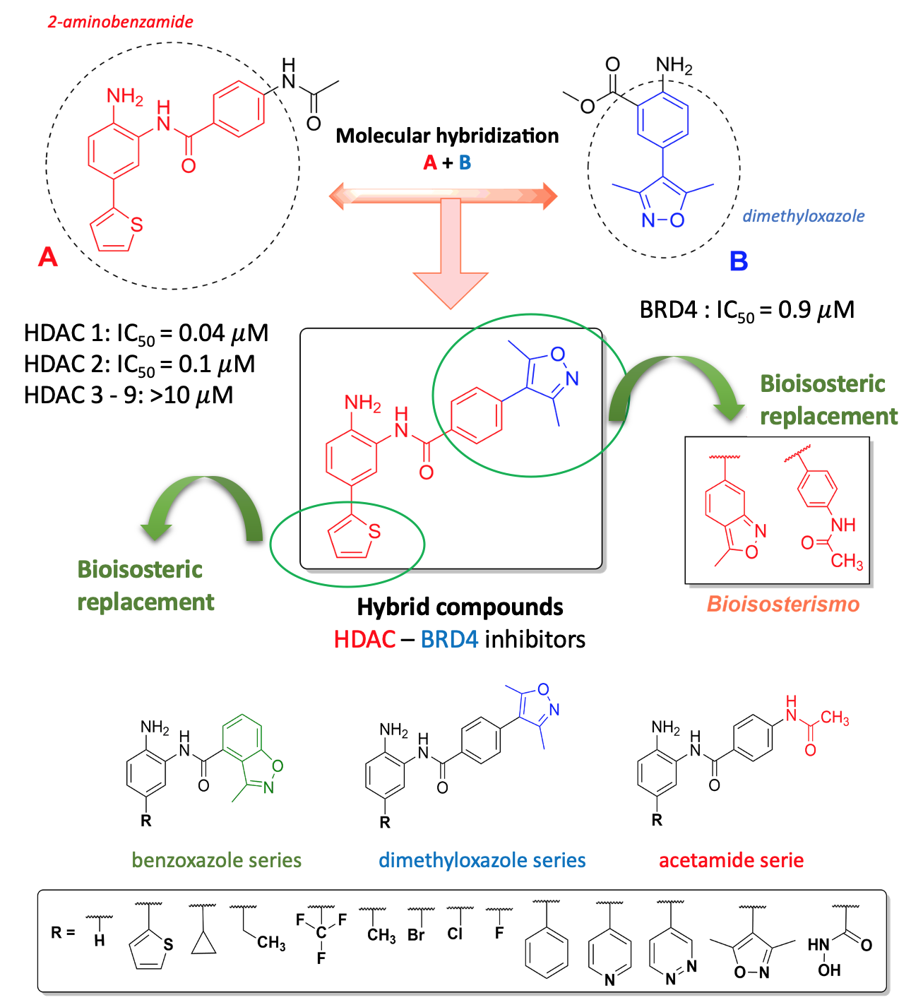 2-aminobenzamide
NH2
H
N
O
S
H
N
O
A
Molecular hybridization
A + B
O
O
NH2
N
O
dimethyloxazole
B
HDAC 1: IC50 = 0.04 µM
HDAC 2: IC50 = 0.1 µM
HDAC 3 - 9: >10 µM
BRD4 : IC50 = 0.9 µM
O
N
NH2
H
N
O
S
Bioisosteric
replacement
N
O
NH
O
CH3
Bioisosterismo
Bioisosteric
replacement
Hybrid compounds
HDAC – BRD4 inhibitors
NH2
H
N
O
O
N
R
benzoxazole series
NH2
H
N
O
O
N
R
dimethyloxazole series
NH2
H
N
O
H
N
CH3
O
R
acetamide serie
R =
H
S
CH3
F
F
C
F
CH3
Br
Cl
F
N
N
N
O
N
HN
O
OH